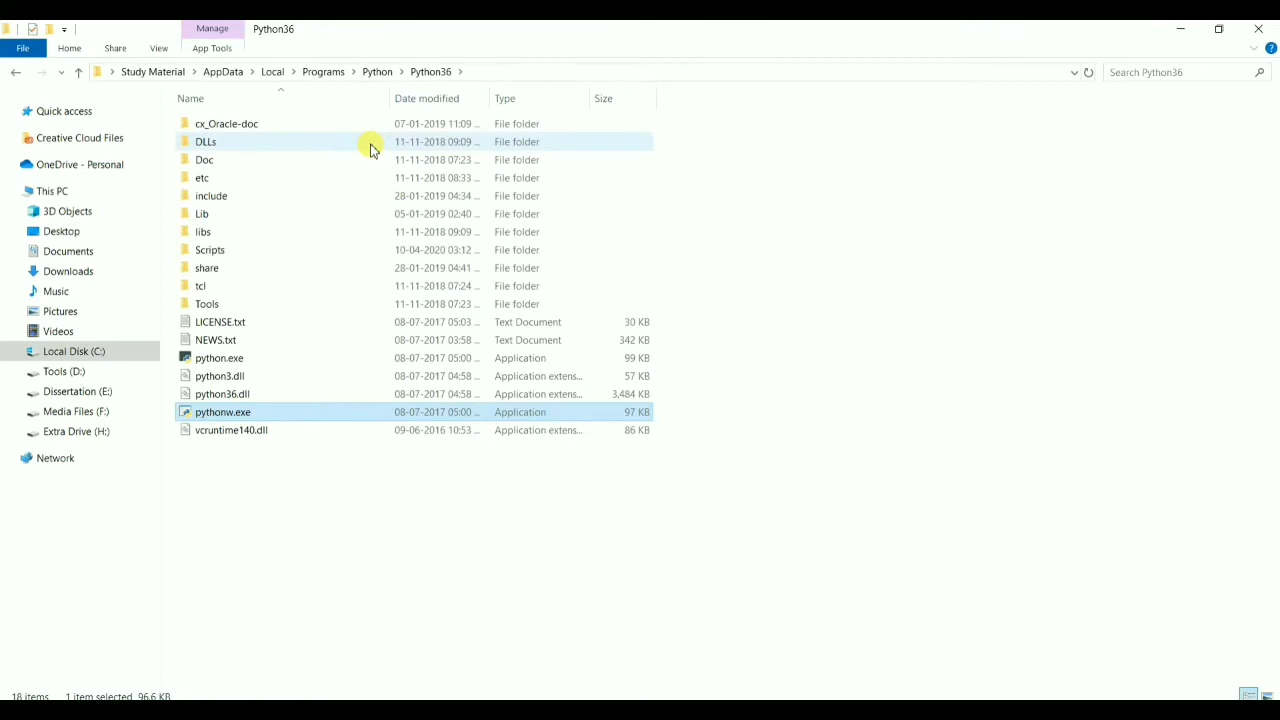 Manage Python36
File Home Share View App Tools
Study Material AppData Local Programs Python Python36 Search Python36
Name Date modified Type Size
Quick access
Creative Cloud Files
OneDrive - Personal
This PC
3D Objects
Desktop
Documents
Downloads
Music
Pictures
Videos
Local Disk (C:)
Tools (D:)
Dissertation (E:)
Media Files (F:)
Extra Drive (H:)
Network
cx_Oracle-doc 07-01-2019 11:09 ... File folder
DLLs 11-11-2018 09:09 ... File folder
Doc 11-11-2018 07:23 ... File folder
etc 11-11-2018 08:33 ... File folder
include 28-01-2019 04:34 ... File folder
Lib 05-01-2019 02:40 ... File folder
libs 11-11-2018 09:09 ... File folder
Scripts 10-04-2020 03:12 ... File folder
share 28-01-2019 04:41 ... File folder
tcl 11-11-2018 07:24 ... File folder
Tools 11-11-2018 07:23 ... File folder
LICENSE.txt 08-07-2017 05:03 ... Text Document 30 KB
NEWS.txt 08-07-2017 03:58 ... Text Document 342 KB
python.exe 08-07-2017 05:00 ... Application 99 KB
python3.dll 08-07-2017 04:58 ... Application extens... 57 KB
python36.dll 08-07-2017 04:58 ... Application extens... 3,484 KB
pythonw.exe 08-07-2017 05:00 ... Application 97 KB
vcruntime140.dll 09-06-2016 10:53 ... Application extens... 86 KB
18 items 1 item selected 96.6 KB